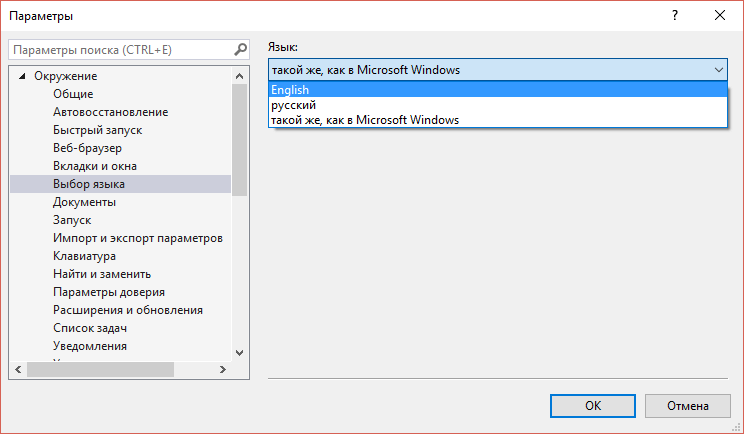 Параметры
?
Параметры поиска (CTRL+E)
Окружение
Общие
Автовосстановление
Быстрый запуск
Веб-браузер
Вкладки и окна
Выбор языка
Документы
Запуск
Импорт и экспорт параметров
Клавиатура
Найти и заменить
Параметры доверия
Расширения и обновления
Список задач
Уведомления
Язык:
такой же, как в Microsoft Windows
English
русский
такой же, как в Microsoft Windows
OK
Отмена